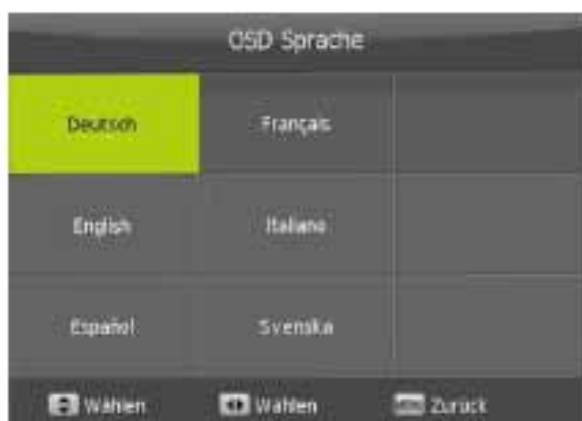 OSD Sprache
Deutsch Français
English Italiano
Español Svenska
Wählen Wählen Zurück